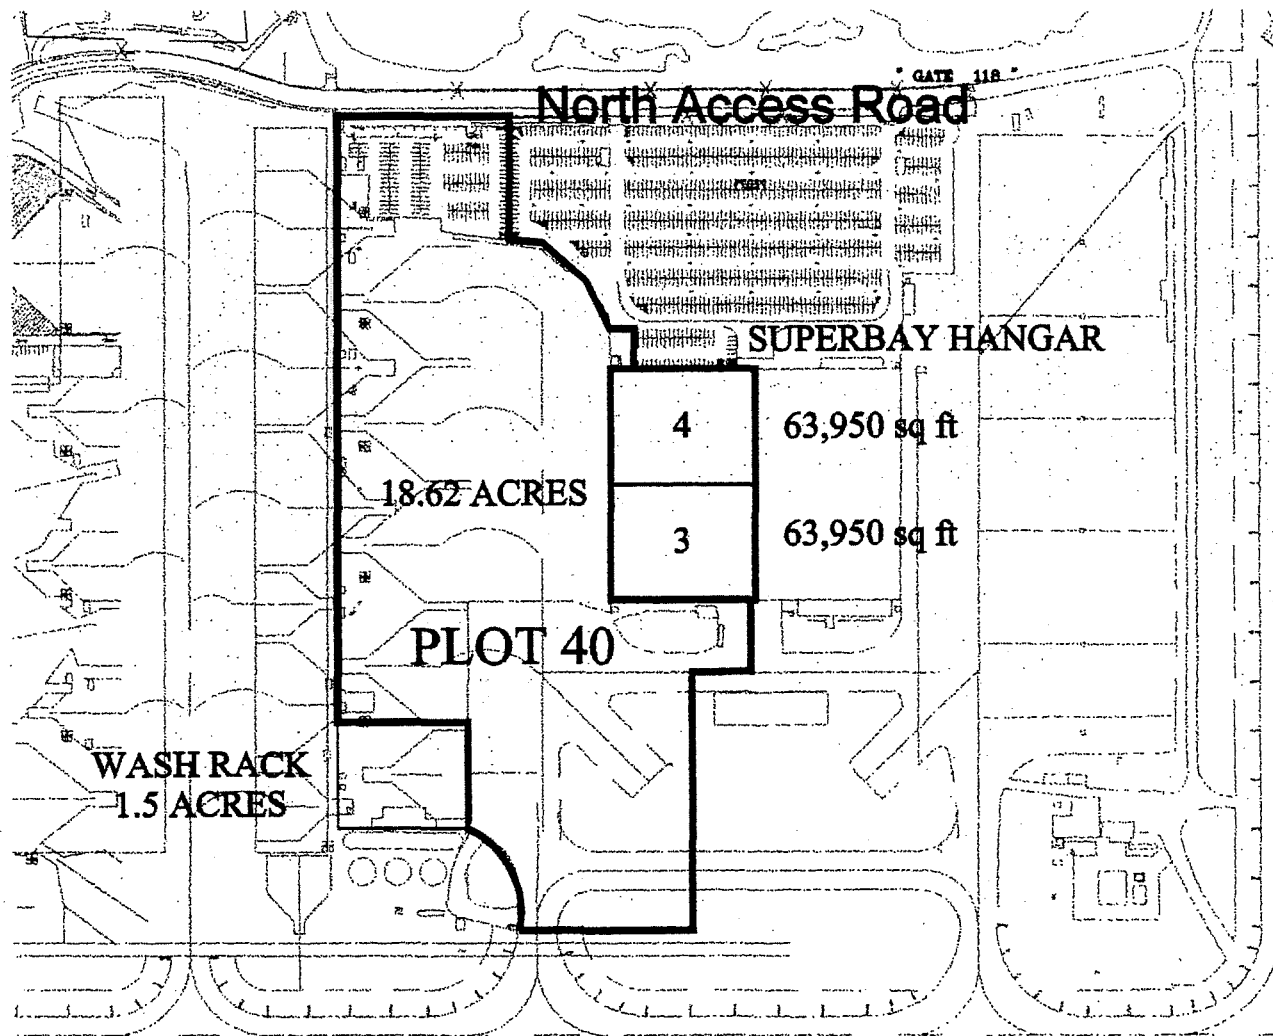 " GATE 118 "
North Access Road
SUPERBAY HANGAR
4
63,950 sq ft
18.62 ACRES
3
63,950 sq ft
PLOT 40
WASH RACK
1.5 ACRES